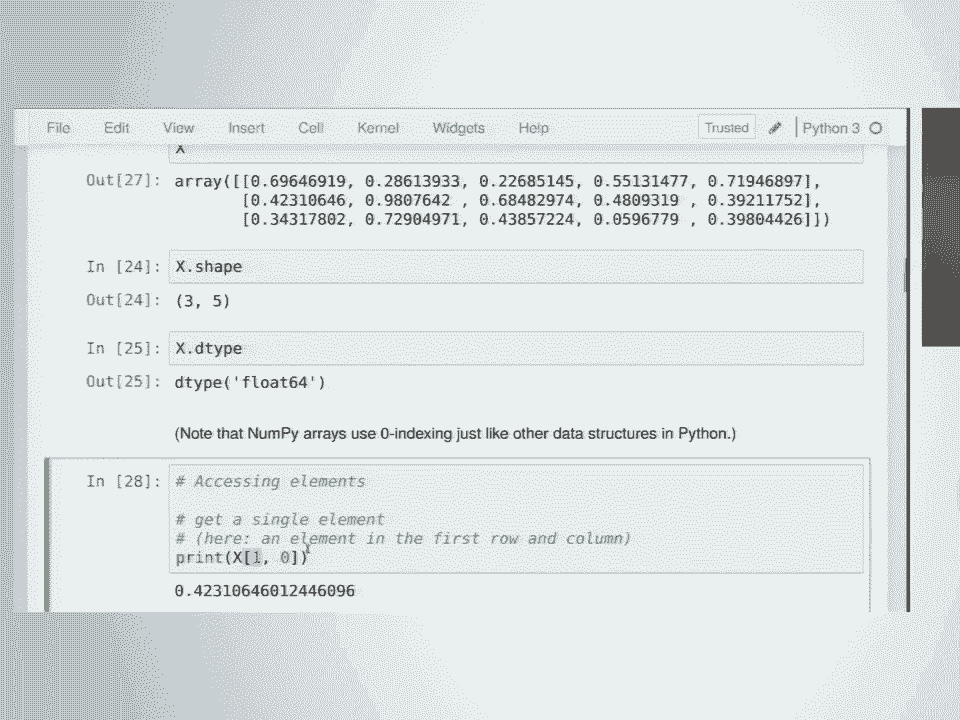 File Edit View Insert Cell Kernel Widgets Help Trusted Python 3
X
Out[27]: array([[0.69646919, 0.28613933, 0.22685145, 0.55131477, 0.71946897],
[0.42310646, 0.9807642 , 0.68482974, 0.4809319 , 0.39211752],
[0.34317802, 0.72904971, 0.43857224, 0.0596779 , 0.39804426]])
In [24]: X.shape
Out[24]: (3, 5)
In [25]: X.dtype
Out[25]: dtype('float64')
(Note that NumPy arrays use 0-indexing just like other data structures in Python.)
In [28]: # Accessing elements
# get a single element
# (here: an element in the first row and column)
print(X[1, 0])
0.42310646012446096